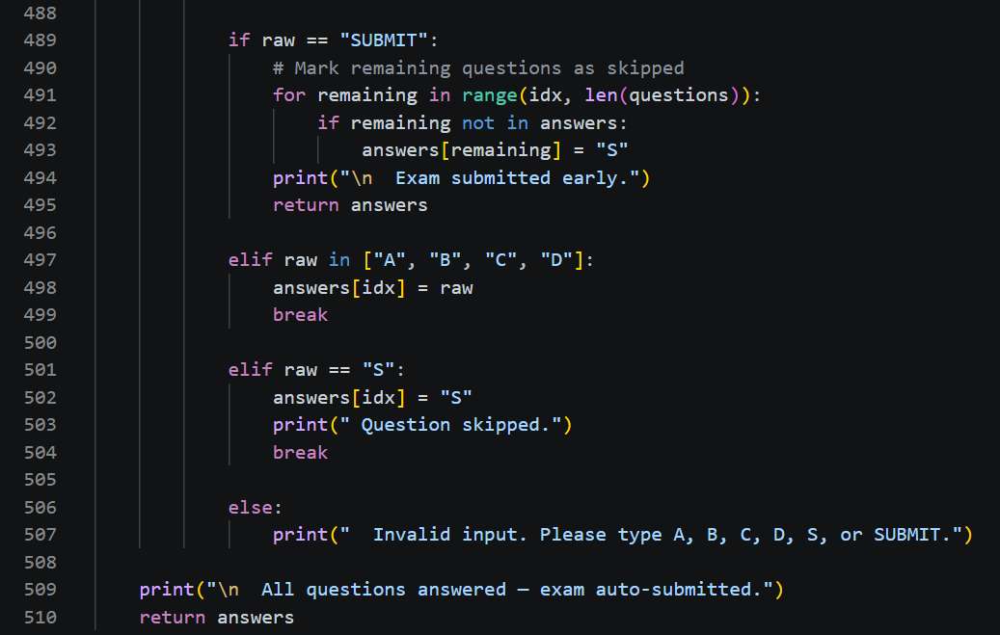 488
489 if raw == "SUBMIT":
490 # Mark remaining questions as skipped
491 for remaining in range(idx, len(questions)):
492 if remaining not in answers:
493 answers[remaining] = "S"
494 print("\n  Exam submitted early.")
495 return answers
496
497 elif raw in ["A", "B", "C", "D"]:
498 answers[idx] = raw
499 break
500
501 elif raw == "S":
502 answers[idx] = "S"
503 print(" Question skipped.")
504 break
505
506 else:
507 print("  Invalid input. Please type A, B, C, D, S, or SUBMIT.")
508
509 print("\n  All questions answered — exam auto-submitted.")
510 return answers